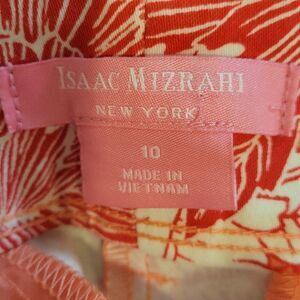 ISAAC MIZRAHI
NEW YORK
10
MADE IN
VIETNAM